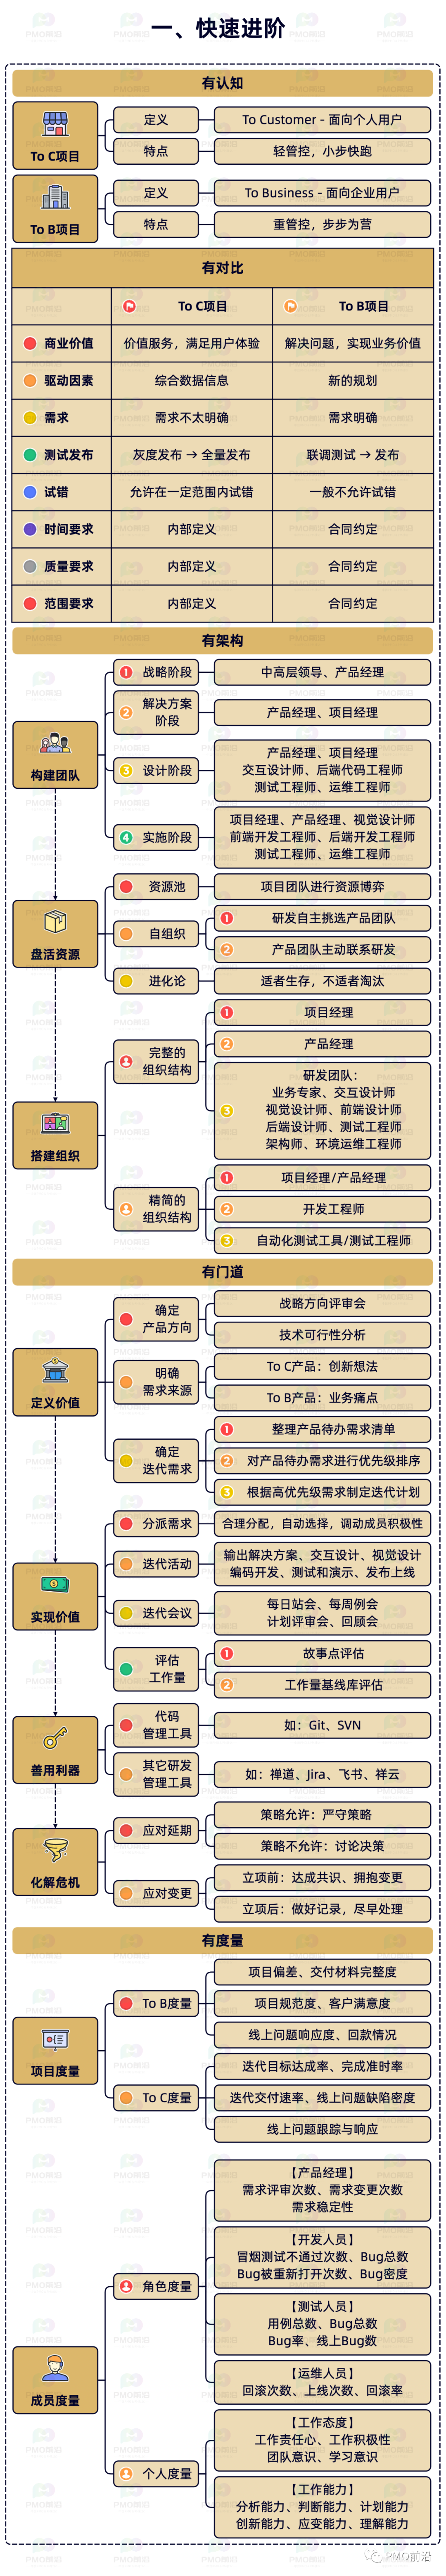 一、快速进阶
有认知
To C项目
定义
To Customer - 面向个人用户
特点
轻管控，小步快跑
To B项目
定义
To Business - 面向企业用户
特点
重管控，步步为营
有对比
To C项目
To B项目
商业价值
价值服务，满足用户体验
解决问题，实现业务价值
驱动因素
综合数据信息
新的规划
需求
需求不太明确
需求明确
测试发布
灰度发布 → 全量发布
联调测试 → 发布
试错
允许在一定范围内试错
一般不允许试错
时间要求
内部定义
合同约定
质量要求
内部定义
合同约定
范围要求
内部定义
合同约定
有架构
构建团队
1 战略阶段
中高层领导、产品经理
2 解决方案
阶段
产品经理、项目经理
3 设计阶段
产品经理、项目经理
交互设计师、后端代码工程师
测试工程师、运维工程师
4 实施阶段
项目经理、产品经理、视觉设计师
前端开发工程师、后端开发工程师
测试工程师、运维工程师
盘活资源
资源池
项目团队进行资源博弈
自组织
1 研发自主挑选产品团队
2 产品团队主动联系研发
进化论
适者生存，不适者淘汰
搭建组织
完整的
组织结构
1 项目经理
2 产品经理
3 研发团队：
业务专家、交互设计师
视觉设计师、前端设计师
后端设计师、测试工程师
架构师、环境运维工程师
精简的
组织结构
1 项目经理/产品经理
2 开发工程师
3 自动化测试工具/测试工程师
有门道
定义价值
确定
产品方向
战略方向评审会
技术可行性分析
明确
需求来源
To C产品：创新想法
To B产品：业务痛点
确定
迭代需求
1 整理产品待办需求清单
2 对产品待办需求进行优先级排序
3 根据高优先级需求制定迭代计划
实现价值
分派需求
合理分配，自动选择，调动成员积极性
迭代活动
输出解决方案、交互设计、视觉设计
编码开发、测试和演示、发布上线
迭代会议
每日站会、每周例会
计划评审会、回顾会
评估
工作量
1 故事点评估
2 工作量基线库评估
善用利器
代码
管理工具
如：Git、SVN
其它研发
管理工具
如：禅道、Jira、飞书、祥云
化解危机
应对延期
策略允许：严守策略
策略不允许：讨论决策
应对变更
立项前：达成共识、拥抱变更
立项后：做好记录，尽早处理
有度量
项目度量
To B度量
项目偏差、交付材料完整度
项目规范度、客户满意度
线上问题响应度、回款情况
To C度量
迭代目标达成率、完成准时率
迭代交付速率、线上问题缺陷密度
线上问题跟踪与响应
成员度量
角色度量
【产品经理】
需求评审次数、需求变更次数
需求稳定性
【开发人员】
冒烟测试不通过次数、Bug总数
Bug被重新打开次数、Bug密度
【测试人员】
用例总数、Bug总数
Bug率、线上Bug数
【运维人员】
回滚次数、上线次数、回滚率
个人度量
【工作态度】
工作责任心、工作积极性
团队意识、学习意识
【工作能力】
分析能力、判断能力、计划能力
创新能力、应变能力、理解能力
PMO前沿